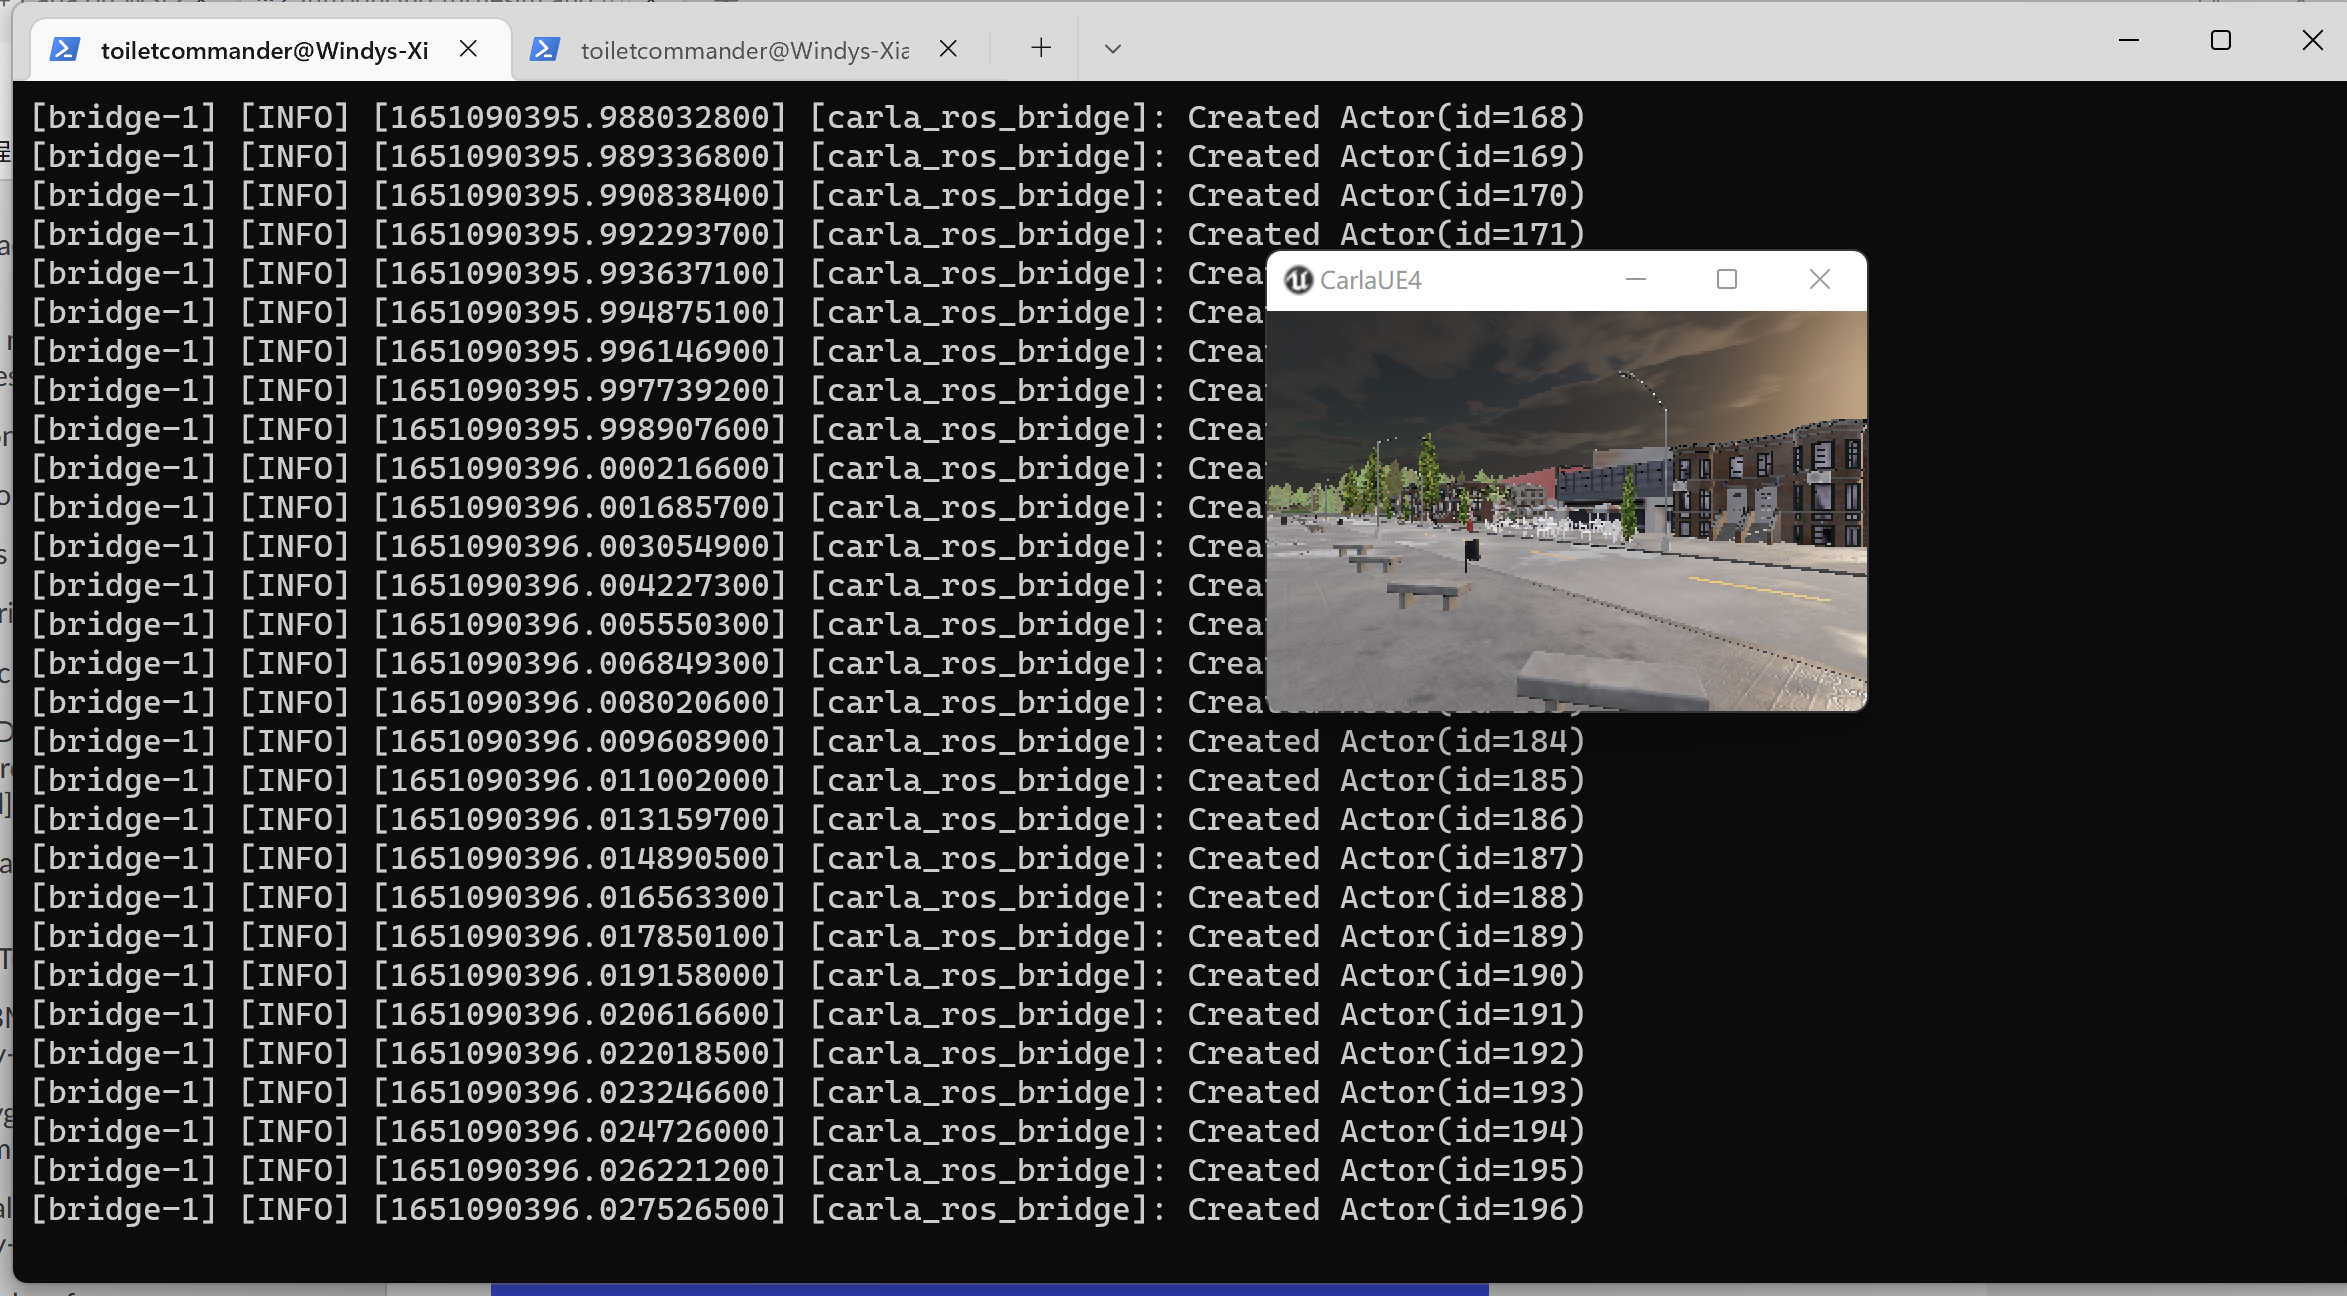 toiletcommander@Windys-Xi
toiletcommander@Windys-Xia
[bridge-1] [INFO] [1651090395.988032800] [carla_ros_bridge]: Created Actor(id=168)
[bridge-1] [INFO] [1651090395.989336800] [carla_ros_bridge]: Created Actor(id=169)
[bridge-1] [INFO] [1651090395.990838400] [carla_ros_bridge]: Created Actor(id=170)
[bridge-1] [INFO] [1651090395.992293700] [carla_ros_bridge]: Created Actor(id=171)
[bridge-1] [INFO] [1651090395.993637100] [carla_ros_bridge]: Crea
[bridge-1] [INFO] [1651090395.994875100] [carla_ros_bridge]: Crea
[bridge-1] [INFO] [1651090395.996146900] [carla_ros_bridge]: Crea
[bridge-1] [INFO] [1651090395.997739200] [carla_ros_bridge]: Crea
[bridge-1] [INFO] [1651090395.998907600] [carla_ros_bridge]: Crea
[bridge-1] [INFO] [1651090396.000216600] [carla_ros_bridge]: Crea
[bridge-1] [INFO] [1651090396.001685700] [carla_ros_bridge]: Crea
[bridge-1] [INFO] [1651090396.003054900] [carla_ros_bridge]: Crea
[bridge-1] [INFO] [1651090396.004227300] [carla_ros_bridge]: Crea
[bridge-1] [INFO] [1651090396.005550300] [carla_ros_bridge]: Crea
[bridge-1] [INFO] [1651090396.006849300] [carla_ros_bridge]: Crea
[bridge-1] [INFO] [1651090396.008020600] [carla_ros_bridge]: Crea
[bridge-1] [INFO] [1651090396.009608900] [carla_ros_bridge]: Created Actor(id=184)
[bridge-1] [INFO] [1651090396.011002000] [carla_ros_bridge]: Created Actor(id=185)
[bridge-1] [INFO] [1651090396.013159700] [carla_ros_bridge]: Created Actor(id=186)
[bridge-1] [INFO] [1651090396.014890500] [carla_ros_bridge]: Created Actor(id=187)
[bridge-1] [INFO] [1651090396.016563300] [carla_ros_bridge]: Created Actor(id=188)
[bridge-1] [INFO] [1651090396.017850100] [carla_ros_bridge]: Created Actor(id=189)
[bridge-1] [INFO] [1651090396.019158000] [carla_ros_bridge]: Created Actor(id=190)
[bridge-1] [INFO] [1651090396.020616600] [carla_ros_bridge]: Created Actor(id=191)
[bridge-1] [INFO] [1651090396.022018500] [carla_ros_bridge]: Created Actor(id=192)
[bridge-1] [INFO] [1651090396.023246600] [carla_ros_bridge]: Created Actor(id=193)
[bridge-1] [INFO] [1651090396.024726000] [carla_ros_bridge]: Created Actor(id=194)
[bridge-1] [INFO] [1651090396.026221200] [carla_ros_bridge]: Created Actor(id=195)
[bridge-1] [INFO] [1651090396.027526500] [carla_ros_bridge]: Created Actor(id=196)
CarlaUE4